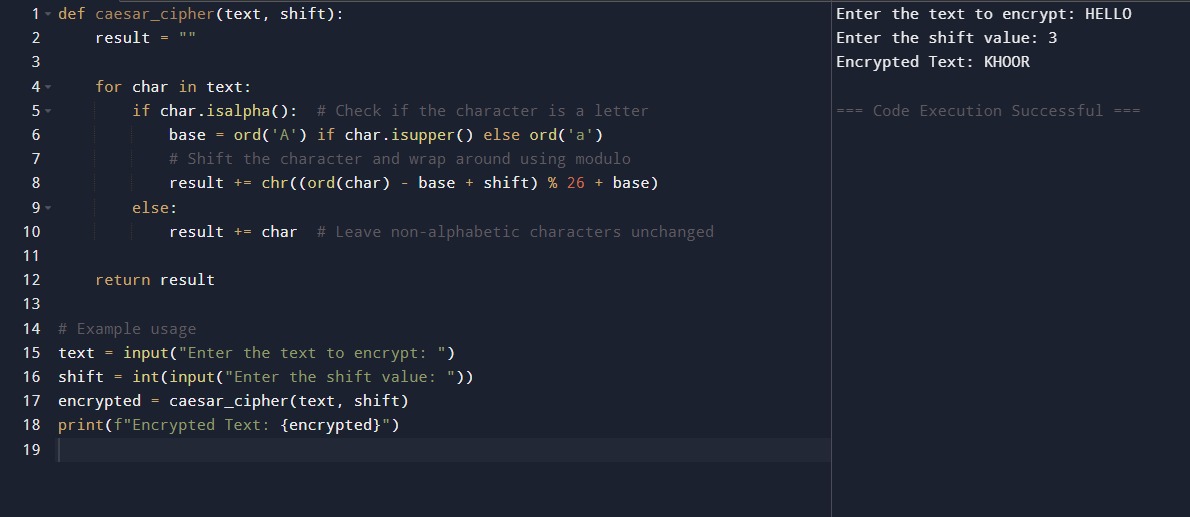 1 def caesar_cipher(text, shift):
2     result = ""
3
4     for char in text:
5         if char.isalpha():  # Check if the character is a letter
6             base = ord('A') if char.isupper() else ord('a')
7             # Shift the character and wrap around using modulo
8             result += chr((ord(char) - base + shift) % 26 + base)
9         else:
10             result += char  # Leave non-alphabetic characters unchanged
11
12     return result
13
14 # Example usage
15 text = input("Enter the text to encrypt: ")
16 shift = int(input("Enter the shift value: "))
17 encrypted = caesar_cipher(text, shift)
18 print(f"Encrypted Text: {encrypted}")
19
Enter the text to encrypt: HELLO
Enter the shift value: 3
Encrypted Text: KHOOR

=== Code Execution Successful ===